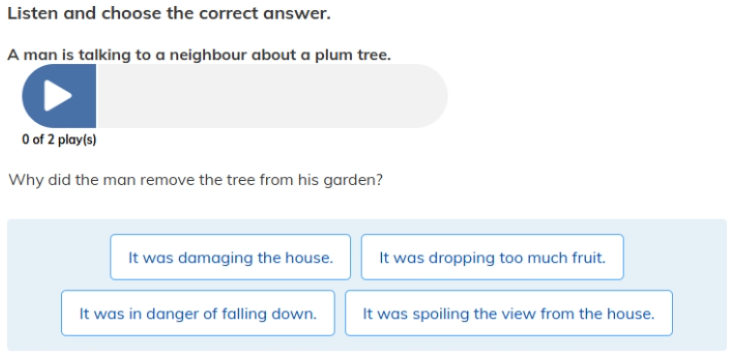 Listen and choose the correct answer.
A man is talking to a neighbour about a plum tree.
0 of 2 play(s)
Why did the man remove the tree from his garden?
It was damaging the house.
It was dropping too much fruit.
It was in danger of falling down.
It was spoiling the view from the house.